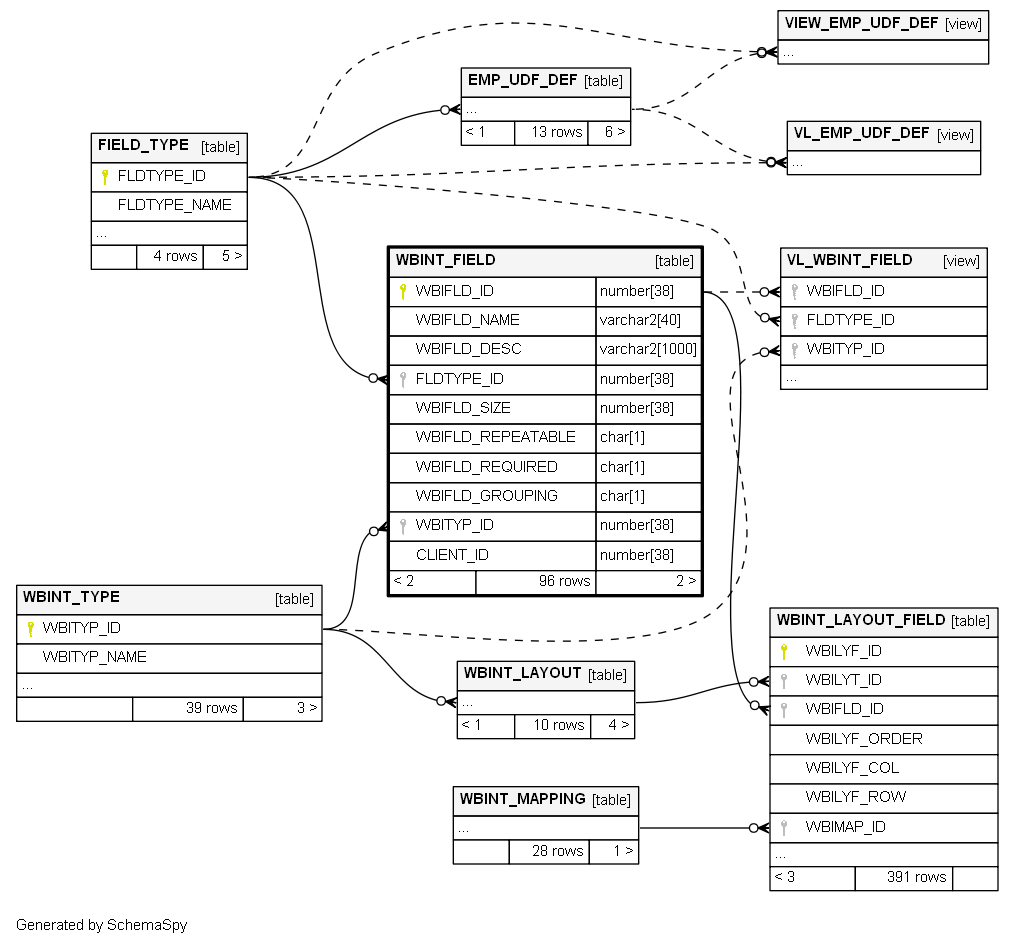 VIEW_EMP_UDF_DEF [view]
...
EMP_UDF_DEF [table]
...
< 1 13 rows 6 >
VL_EMP_UDF_DEF [view]
...
FIELD_TYPE [table]
FLDTYPE_ID
FLDTYPE_NAME
...
4 rows 5 >
WBINT_FIELD [table]
WBIFLD_ID number[38]
WBIFLD_NAME varchar2[40]
WBIFLD_DESC varchar2[1000]
FLDTYPE_ID number[38]
WBIFLD_SIZE number[38]
WBIFLD_REPEATABLE char[1]
WBIFLD_REQUIRED char[1]
WBIFLD_GROUPING char[1]
WBITYP_ID number[38]
CLIENT_ID number[38]
< 2 96 rows 2 >
VL_WBINT_FIELD [view]
WBIFLD_ID
FLDTYPE_ID
WBITYP_ID
...
WBINT_TYPE [table]
WBITYP_ID
WBITYP_NAME
...
39 rows 3 >
WBINT_LAYOUT [table]
...
< 1 10 rows 4 >
WBINT_LAYOUT_FIELD [table]
WBILYF_ID
WBILYT_ID
WBIFLD_ID
WBILYF_ORDER
WBILYF_COL
WBILYF_ROW
WBIMAP_ID
...
< 3 391 rows
WBINT_MAPPING [table]
...
28 rows 1 >
Generated by SchemaSpy